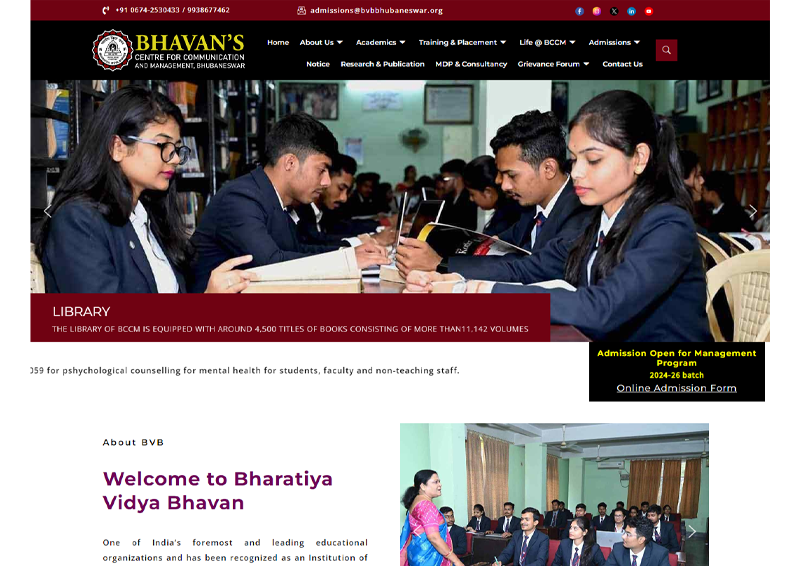 +91 0674-2530433 / 9938677462
admissions@bvbbhubaneswar.org
BHAVAN'S
CENTRE FOR COMMUNICATION
AND MANAGEMENT, BHUBANESWAR
Home About Us Academics Training & Placement Life @ BCCM Admissions
Notice Research & Publication MDP & Consultancy Grievance Forum Contact Us
LIBRARY
THE LIBRARY OF BCCM IS EQUIPPED WITH AROUND 4,500 TITLES OF BOOKS CONSISTING OF MORE THAN11.142 VOLUMES
Admission Open for Management
Program
2024-26 batch
Online Admission Form
059 for pshychological counselling for mental health for students, faculty and non-teaching staff.
About BVB
Welcome to Bharatiya
Vidya Bhavan
One of India's foremost and leading educational
organizations and has been recognized as an Institution of